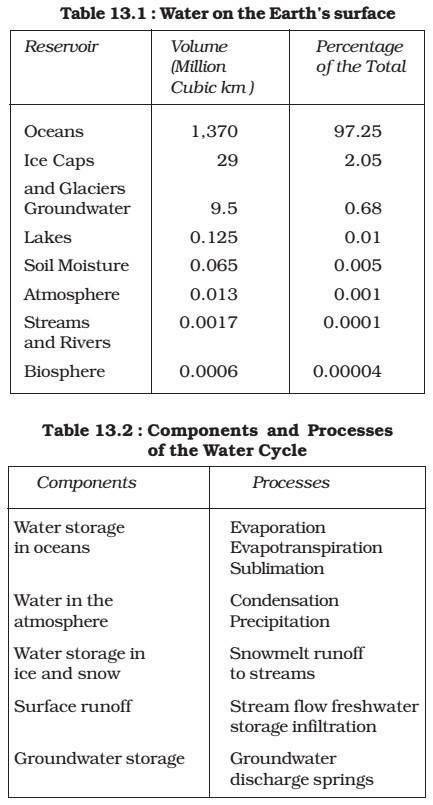 Table 13.1 : Water on the Earth's surface
Reservoir Volume Percentage
(Million of the Total
Cubic km )
Oceans 1,370 97.25
Ice Caps 29 2.05
and Glaciers
Groundwater 9.5 0.68
Lakes 0.125 0.01
Soil Moisture 0.065 0.005
Atmosphere 0.013 0.001
Streams 0.0017 0.0001
and Rivers
Biosphere 0.0006 0.00004
Table 13.2 : Components and Processes
of the Water Cycle
Components Processes
Water storage Evaporation
in oceans Evapotranspiration
Sublimation
Water in the Condensation
atmosphere Precipitation
Water storage in Snowmelt runoff
ice and snow to streams
Surface runoff Stream flow freshwater
storage infiltration
Groundwater storage Groundwater
discharge springs